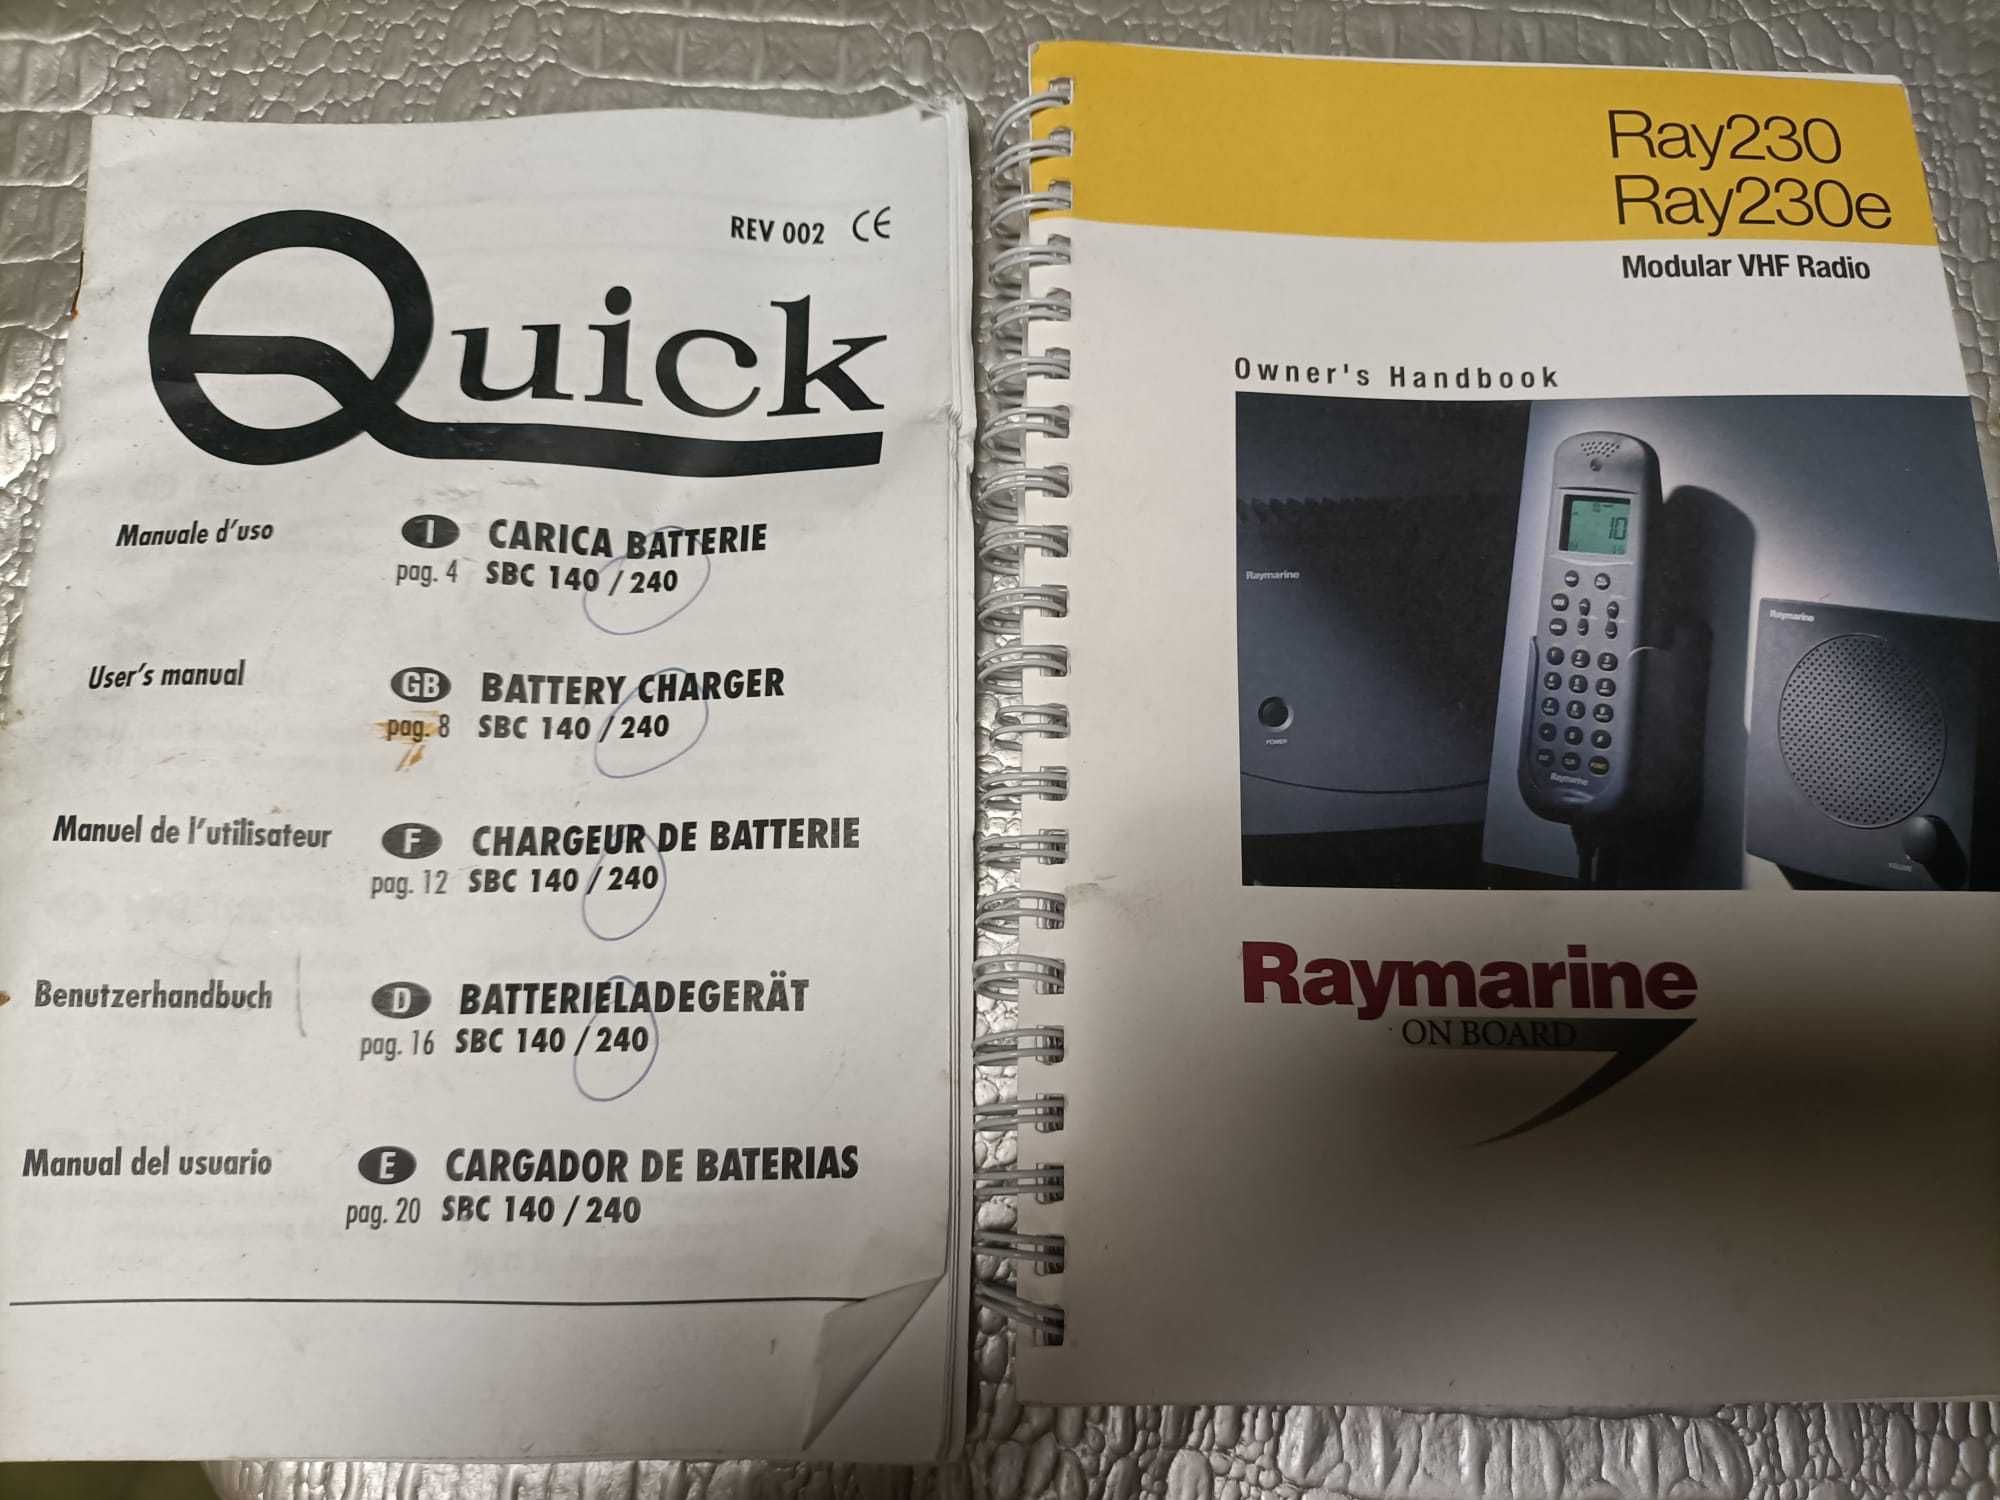 REV 002 CE
Quick
Manuale d'uso
I CARICA BATTERIE
pag. 4 SBC 140 / 240
User's manual
GB BATTERY CHARGER
pag. 8 SBC 140 / 240
Manuel de l'utilisateur
F CHARGEUR DE BATTERIE
pag. 12 SBC 140 / 240
Benutzerhandbuch
D BATTERIELADEGERÄT
pag. 16 SBC 140 / 240
Manual del usuario
E CARGADOR DE BATERIAS
pag. 20 SBC 140 / 240
Ray230
Ray230e
Modular VHF Radio
Owner's Handbook
10
Raymarine
Raymarine
POWER
Raymarine
VOLUME
Raymarine
ON BOARD